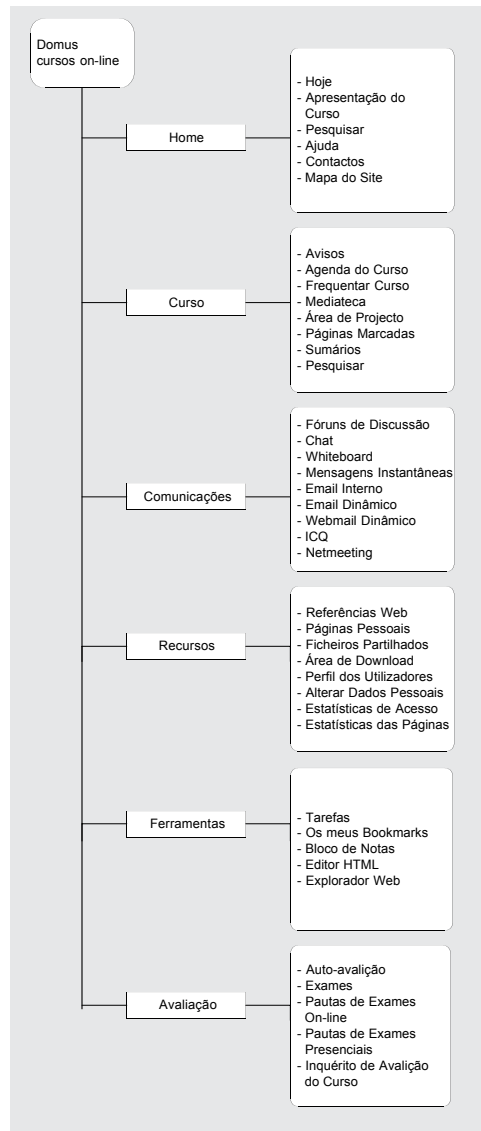 Domus
cursos on-line
Home
- Hoje
- Apresentação do
Curso
- Pesquisar
- Ajuda
- Contactos
- Mapa do Site
Curso
- Avisos
- Agenda do Curso
- Frequentar Curso
- Mediateca
- Área de Projecto
- Páginas Marcadas
- Sumários
- Pesquisar
Comunicações
- Fóruns de Discussão
- Chat
- Whiteboard
- Mensagens Instantâneas
- Email Interno
- Email Dinâmico
- Webmail Dinâmico
- ICQ
- Netmeeting
Recursos
- Referências Web
- Páginas Pessoais
- Ficheiros Partilhados
- Área de Download
- Perfil dos Utilizadores
- Alterar Dados Pessoais
- Estatísticas de Acesso
- Estatísticas das Páginas
Ferramentas
- Tarefas
- Os meus Bookmarks
- Bloco de Notas
- Editor HTML
- Explorador Web
Avaliação
- Auto-avalição
- Exames
- Pautas de Exames
On-line
- Pautas de Exames
Presenciais
- Inquérito de Avalição
do Curso